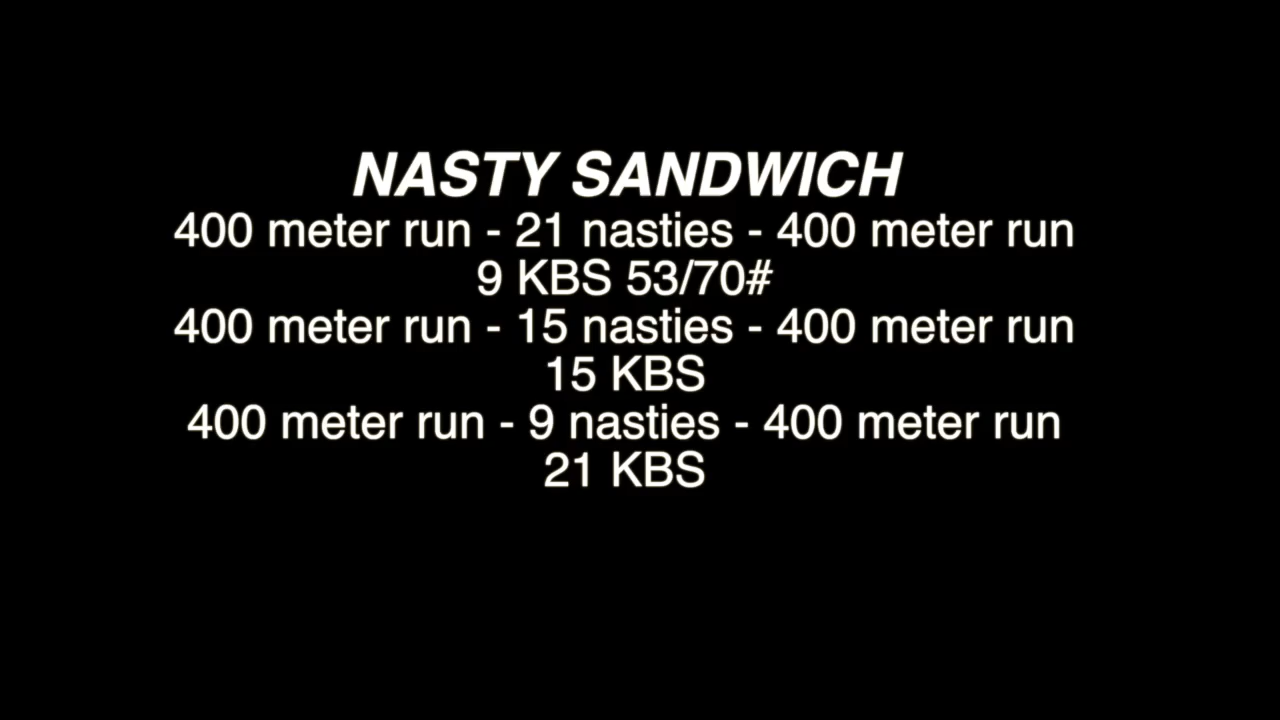 NASTY SANDWICH
400 meter run - 21 nasties - 400 meter run
9 KBS 53/70#
400 meter run - 15 nasties - 400 meter run
15 KBS
400 meter run - 9 nasties - 400 meter run
21 KBS